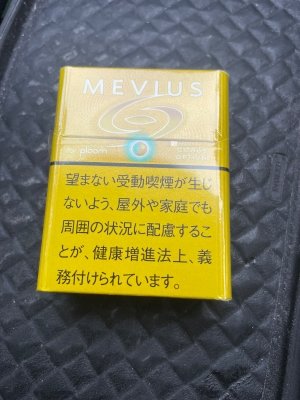 MEVIUS
for ploom
望まない受動喫煙が生じ
ないよう、屋外や家庭でも
周囲の状況に配慮するこ
とが、健康増進法上、義
務付けられています。